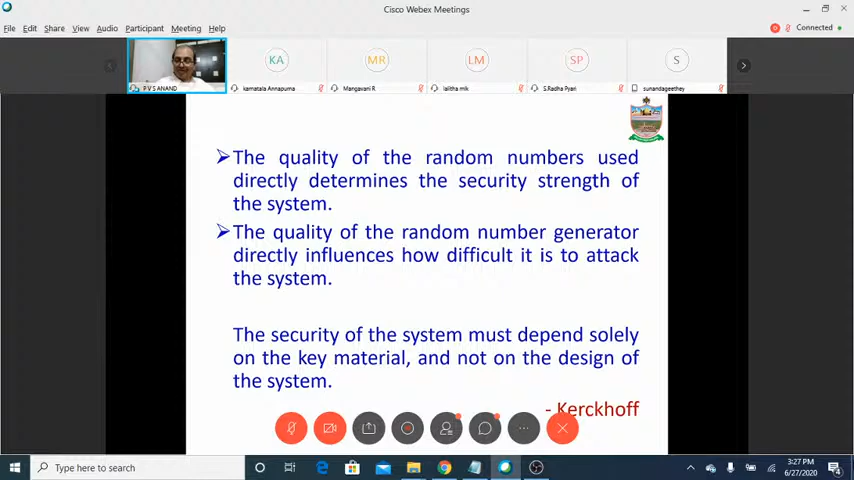 Cisco Webex Meetings
File Edit Share View Audio Participant Meeting Help
Connected
KA MR LM SP S
P V S ANAND kamatala Annapurna Mangavani R lalitha mlk S.Radha Pyari sunandageethey
➢The quality of the random numbers used
directly determines the security strength of
the system.
➢The quality of the random number generator
directly influences how difficult it is to attack
the system.
The security of the system must depend solely
on the key material, and not on the design of
the system.
- Kerckhoff
Type here to search
3:27 PM
6/27/2020
4